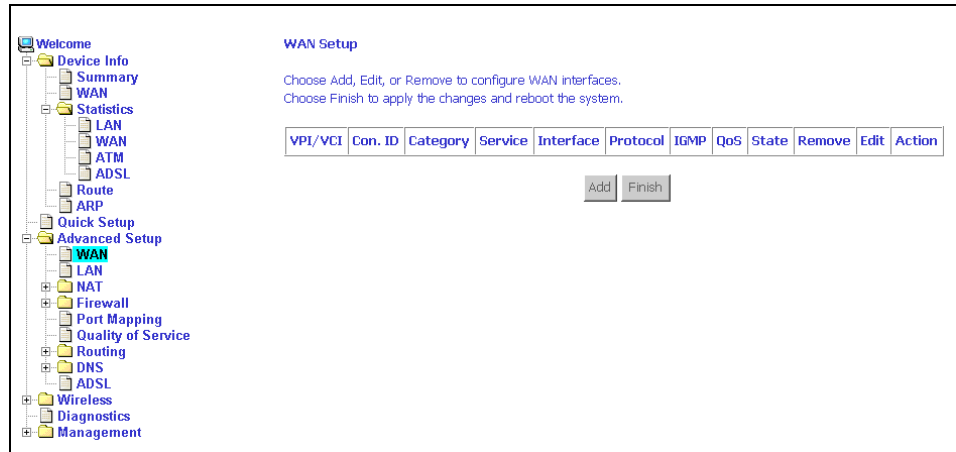 Welcome
Device Info
Summary
WAN
Statistics
LAN
WAN
ATM
ADSL
Route
ARP
Quick Setup
Advanced Setup
WAN
LAN
NAT
Firewall
Port Mapping
Quality of Service
Routing
DNS
ADSL
Wireless
Diagnostics
Management
WAN Setup
Choose Add, Edit, or Remove to configure WAN interfaces.
Choose Finish to apply the changes and reboot the system.
VPI/VCI Con. ID Category Service Interface Protocol IGMP QoS State Remove Edit Action
Add Finish